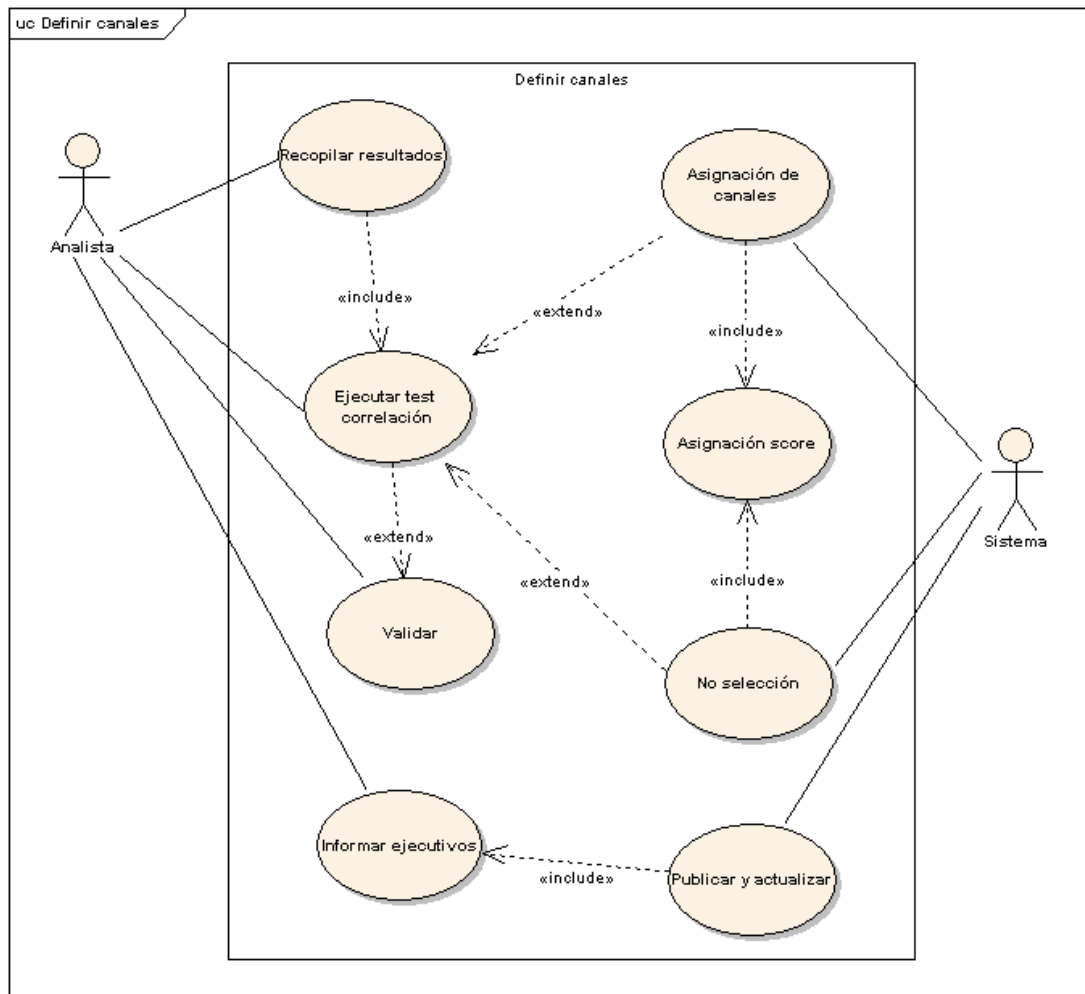 uc Definir canales
Definir canales
Recopilar resultados
Asignación de
canales
Analista
«include»
«extend»
«include»
Ejecutar test
correlación
Asignación score
«extend»
Sistema
«extend»
«include»
Validar
No selección
Informar ejecutivos
«include»
Publicar y actualizar